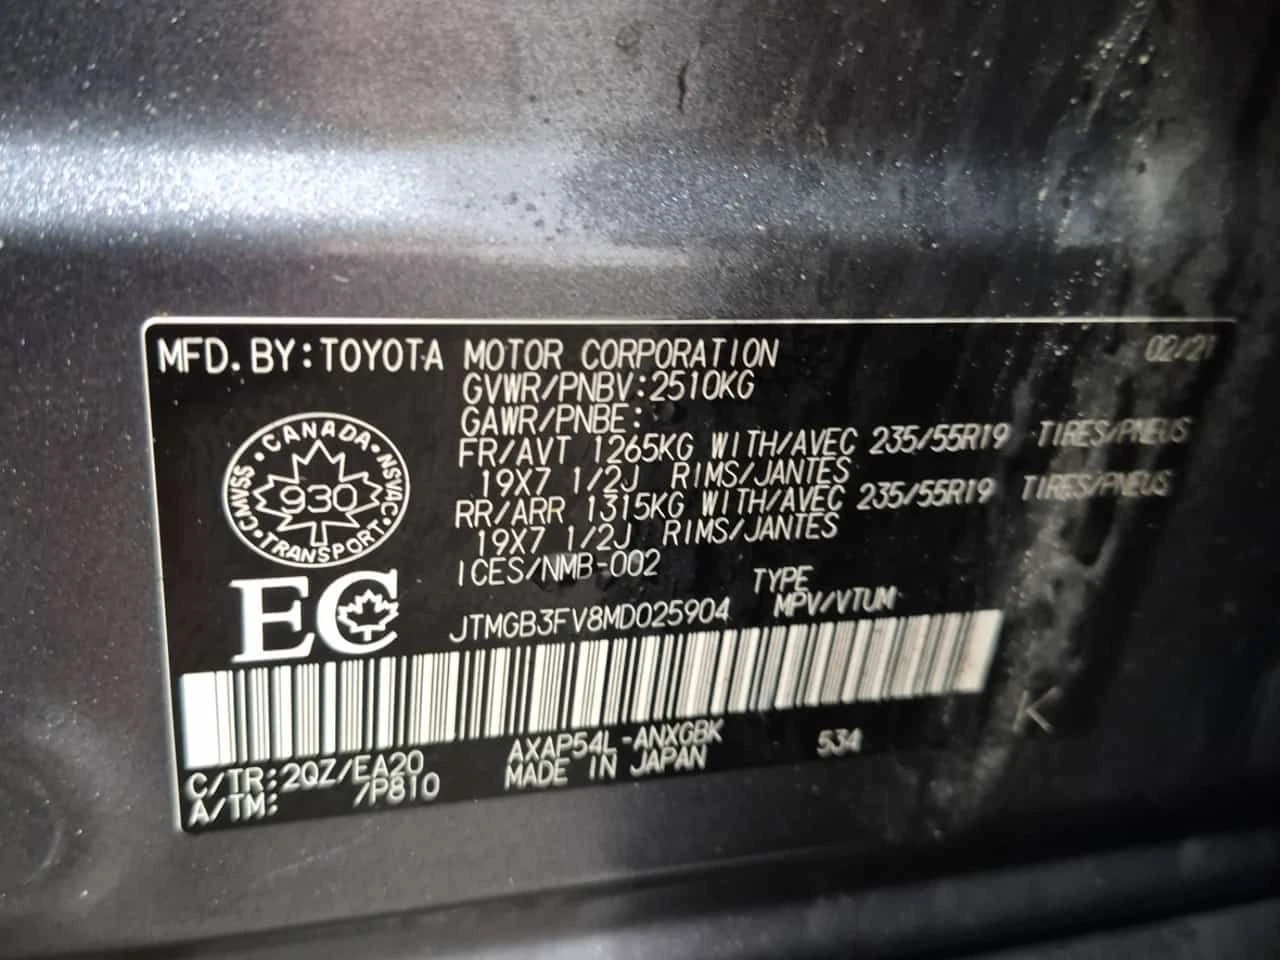 MFD. BY: TOYOTA MOTOR CORPORATION 02/21
GVWR/PNBV: 2510KG
GAWR/PNBE:
FR/AVT 1265KG WITH/AVEC 235/55R19 TIRES/PNEUS
19X7 1/2J RIMS/JANTES
RR/ARR 1315KG WITH/AVEC 235/55R19 TIRES/PNEUS
19X7 1/2J RIMS/JANTES
ICES/NMB-002
CANADA
CMVSS NSVAC
930
TRANSPORT
EC
TYPE
JTMGB3FV8MD025904 MPV/VTUM
K
C/TR: 2QZ/EA20 AXAP54L-ANXGBK 534
A/TM: /P810 MADE IN JAPAN